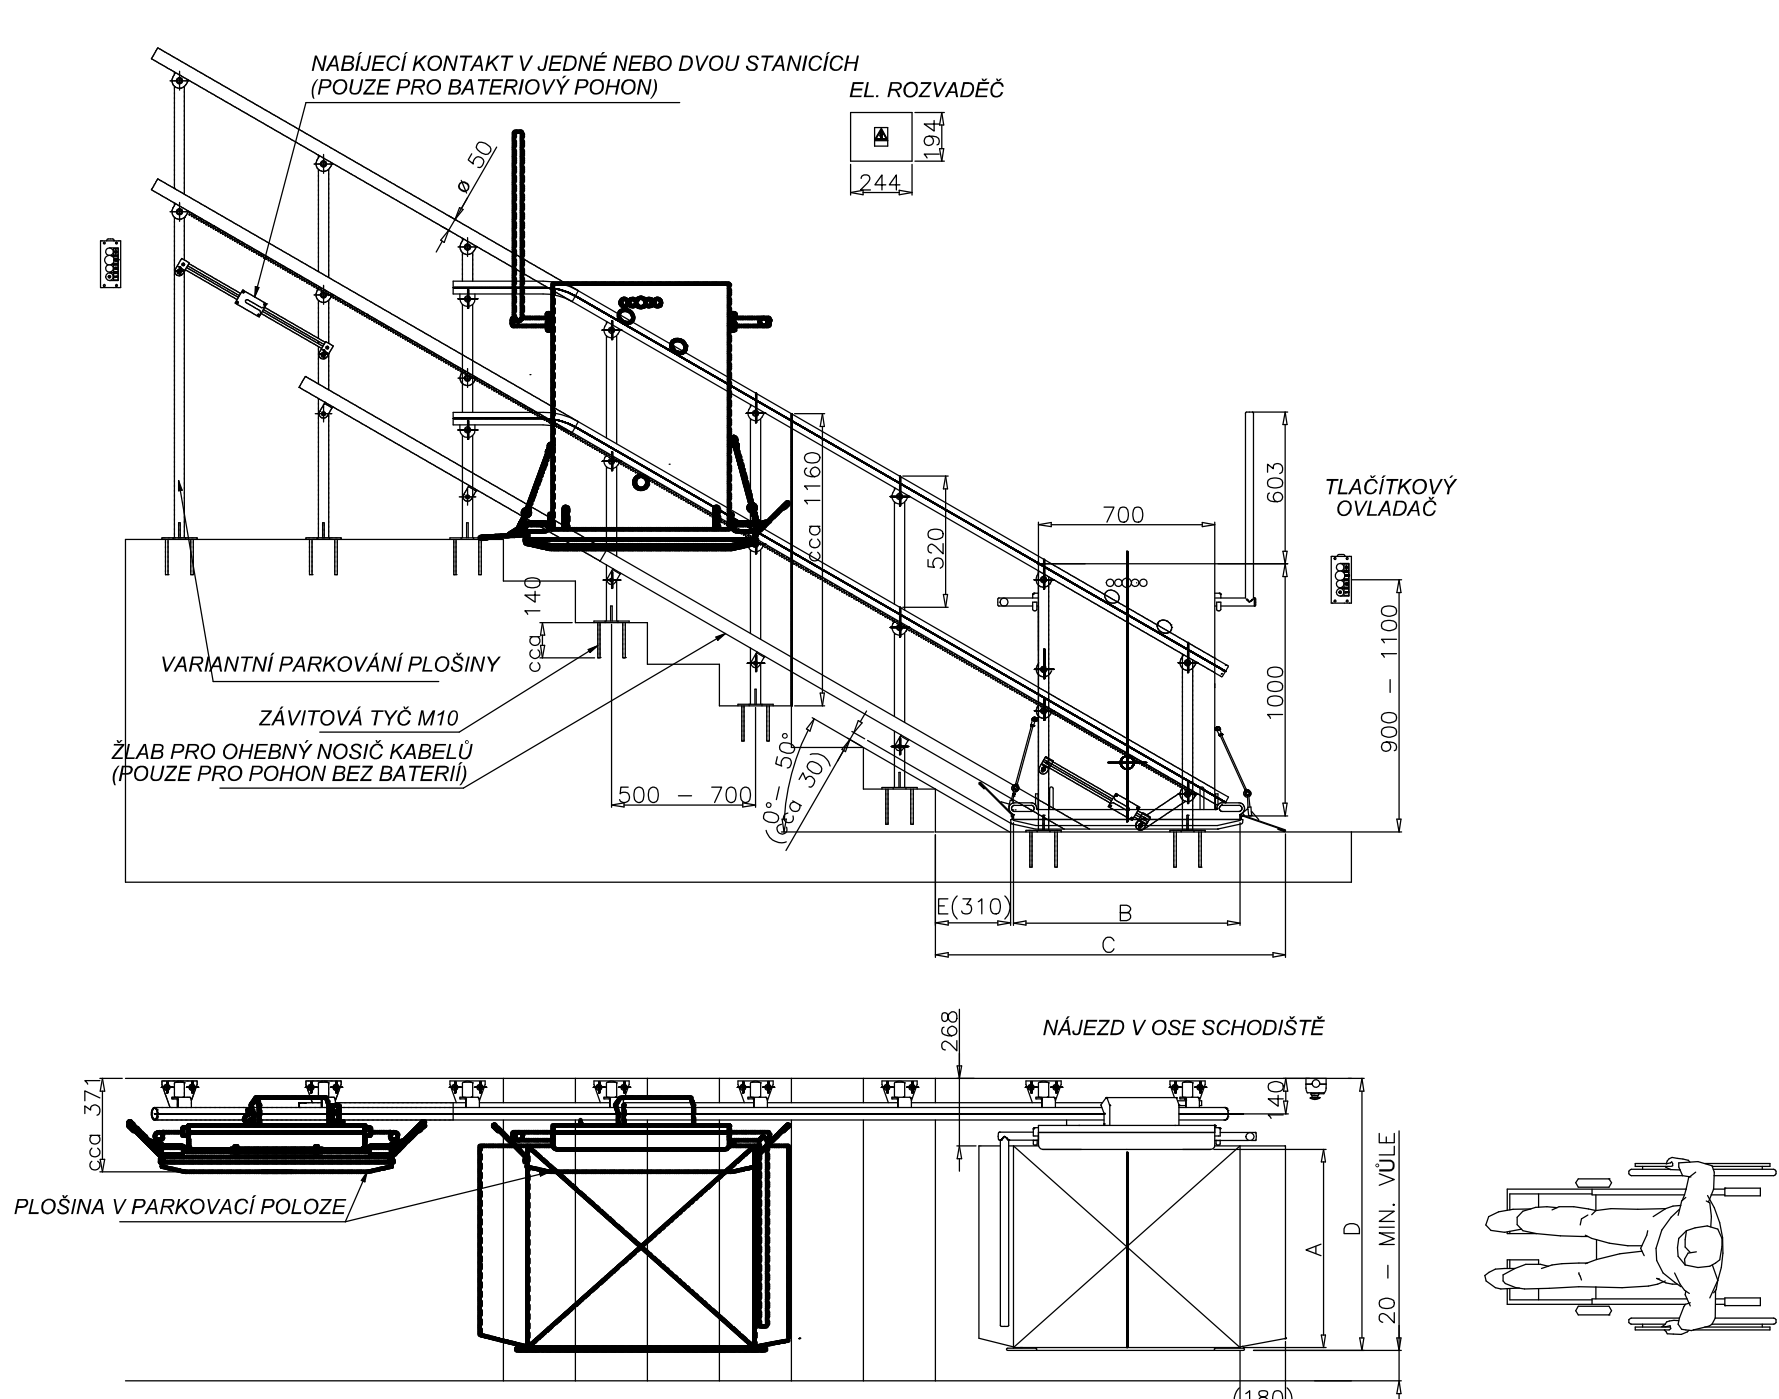 NABÍJECÍ KONTAKT V JEDNÉ NEBO DVOU STANICÍCH
(POUZE PRO BATERIOVÝ POHON)
EL. ROZVADĚČ
194
244
ø 50
603
TLAČÍTKOVÝ
OVLADAČ
700
cca 1160
520
cca 140
1000
900 - 1100
VARIANTNÍ PARKOVÁNÍ PLOŠINY
ZÁVITOVÁ TYČ M10
ŽLAB PRO OHEBNÝ NOSIČ KABELŮ
(POUZE PRO POHON BEZ BATERIÍ)
500 - 700
0°- 50°
(cca 30)
E(310)
B
C
268
NÁJEZD V OSE SCHODIŠTĚ
cca 371
140
PLOŠINA V PARKOVACÍ POLOZE
A
D
20 - MIN. VŮLE
(180)